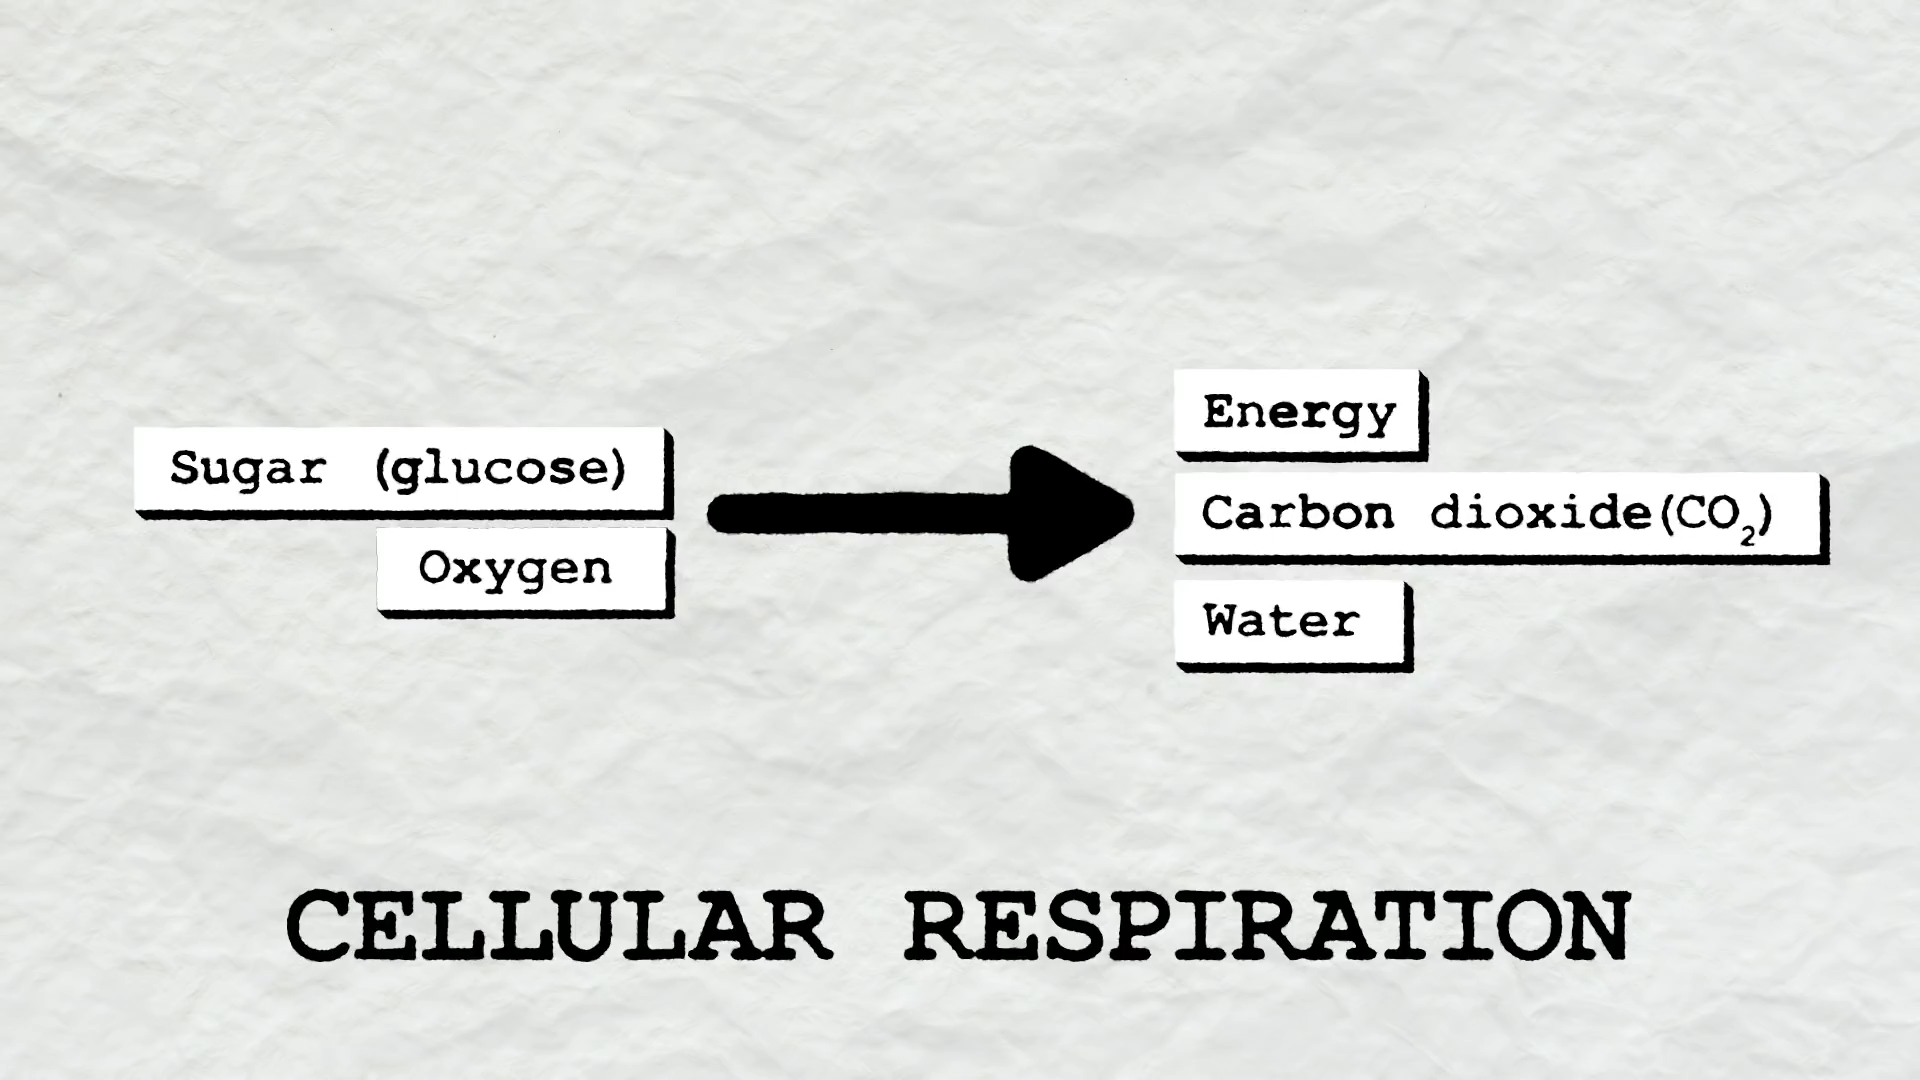 Sugar (glucose)
Oxygen
Energy
Carbon dioxide(CO₂)
Water
CELLULAR RESPIRATION